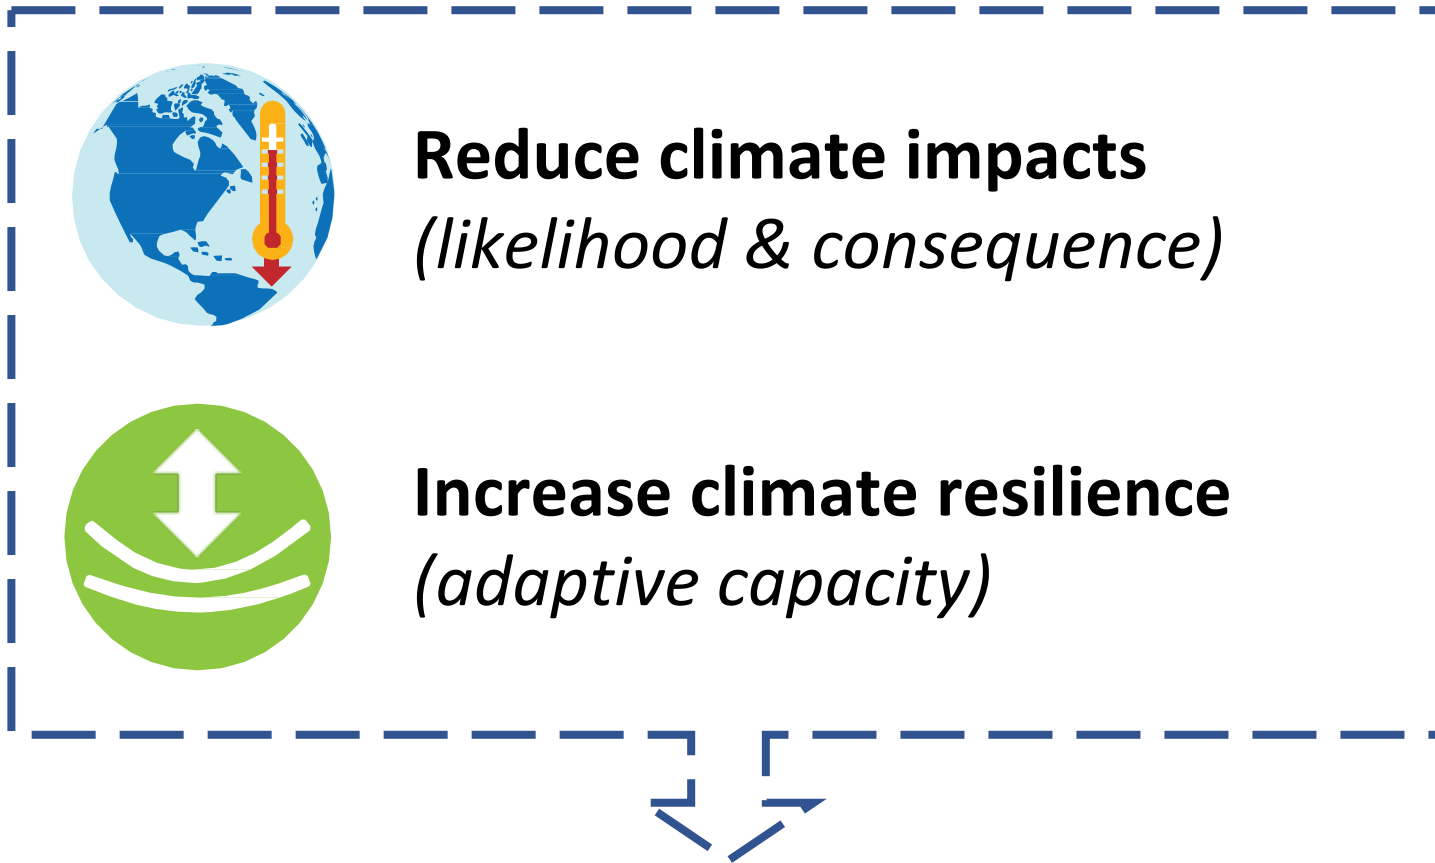 Reduce climate impacts
(likelihood & consequence)
Increase climate resilience
(adaptive capacity)